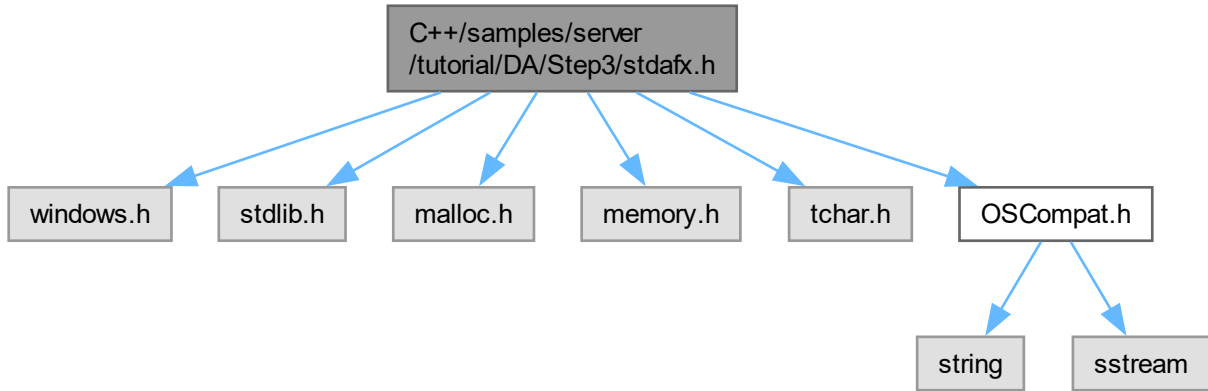 C++/samples/server
/tutorial/DA/Step3/stdafx.h
windows.h
stdlib.h
malloc.h
memory.h
tchar.h
OSCompat.h
string
sstream